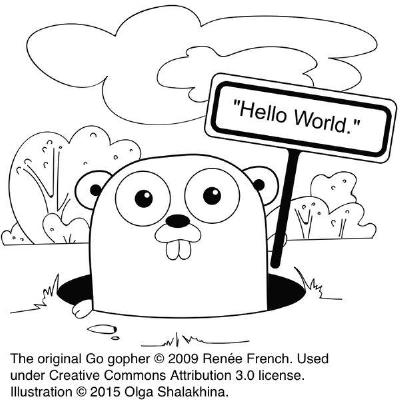 "Hello World."
The original Go gopher © 2009 Renée French. Used
under Creative Commons Attribution 3.0 license.
Illustration © 2015 Olga Shalakhina.